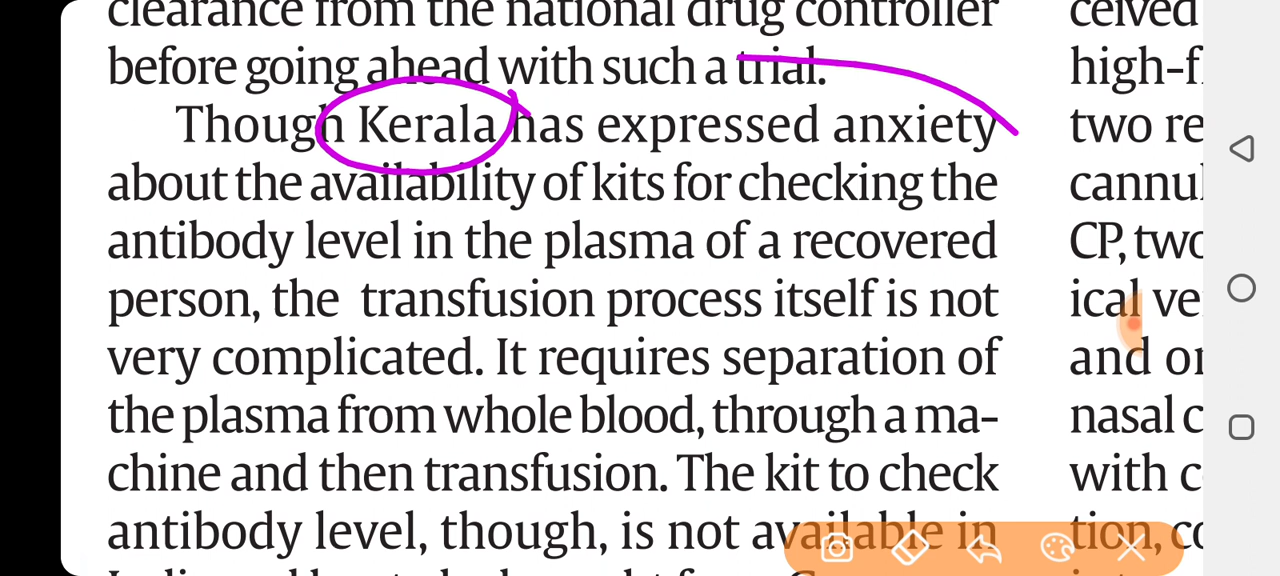 clearance from the national drug controller
before going ahead with such a trial.
Though Kerala has expressed anxiety
about the availability of kits for checking the
antibody level in the plasma of a recovered
person, the transfusion process itself is not
very complicated. It requires separation of
the plasma from whole blood, through a ma-
chine and then transfusion. The kit to check
antibody level, though, is not available in
ceived
high-f
two re
cannul
CP, two
ical ve
and or
nasal c
with c
tion, co